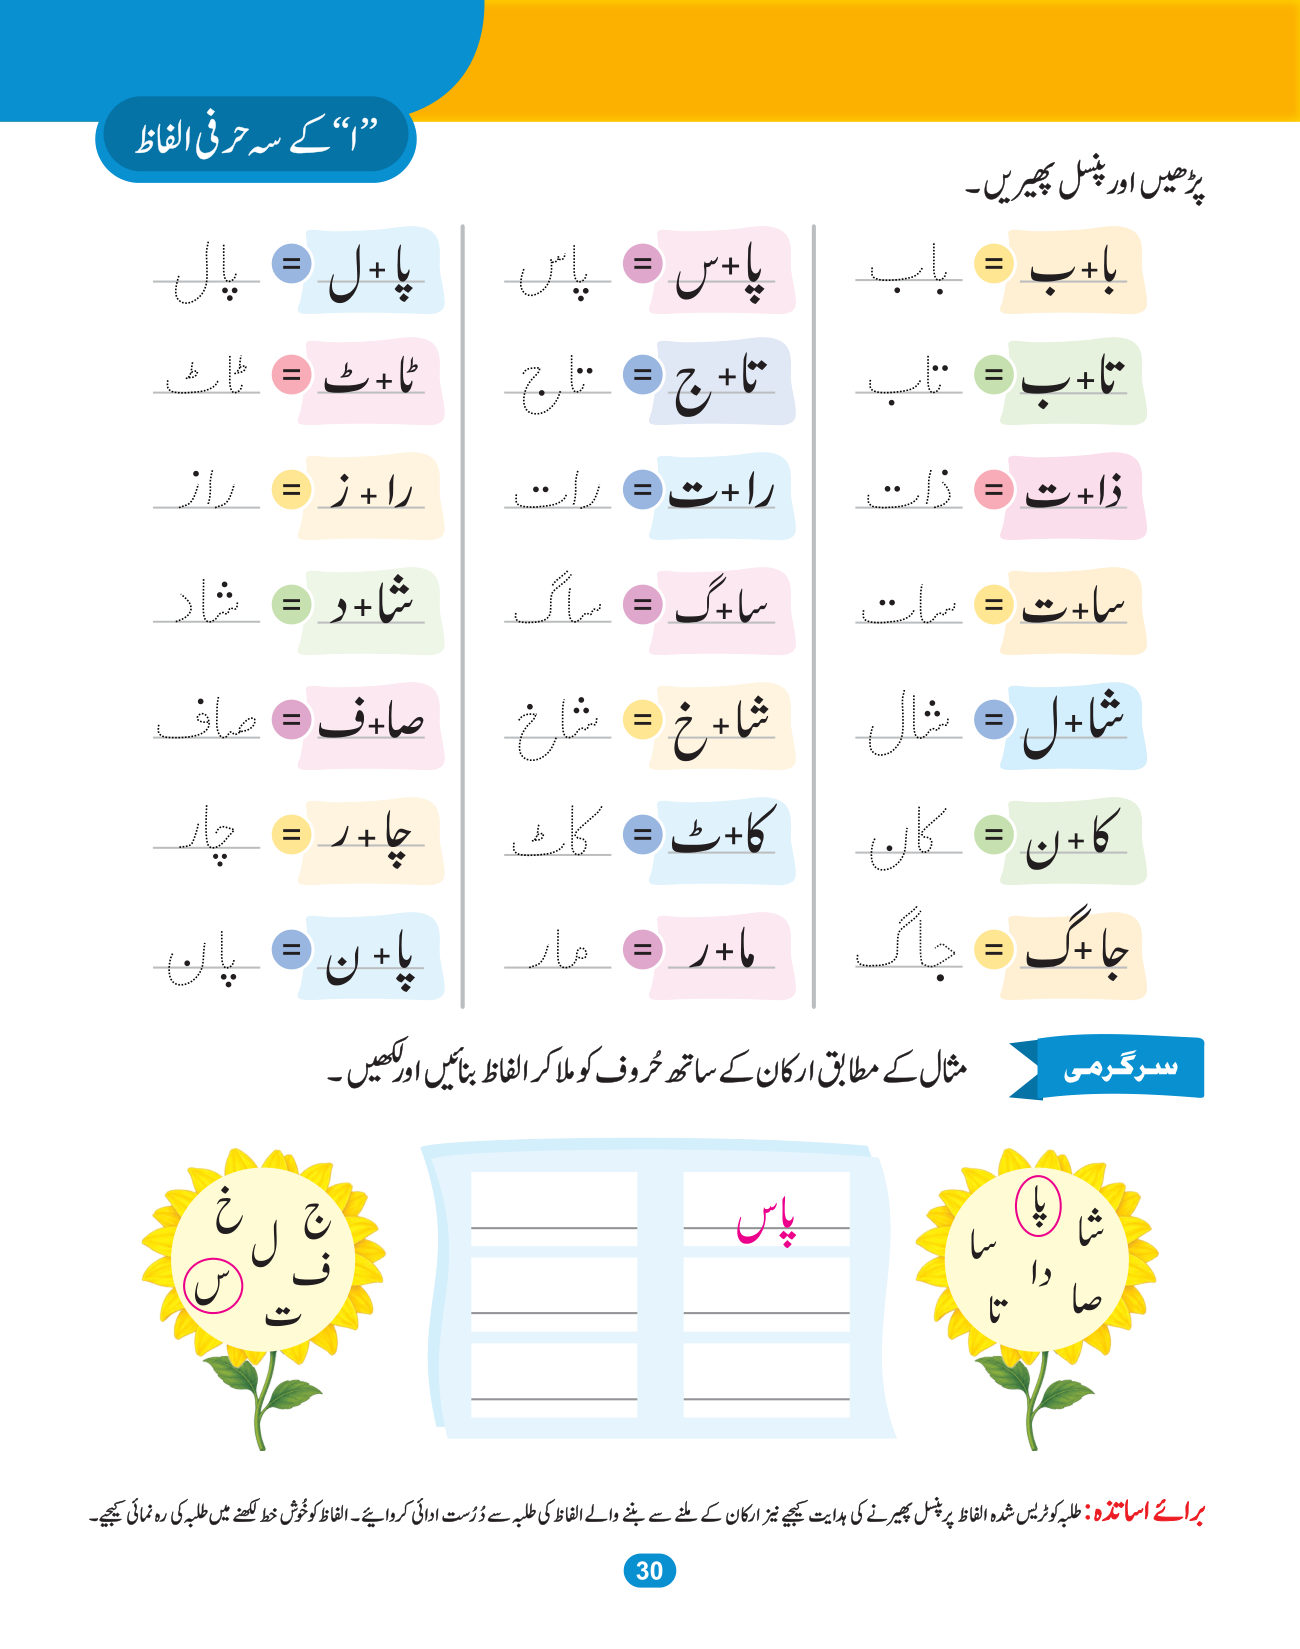 ”ا“ کے سہ حرفی الفاظ
پڑھیں اور پنسل پھیریں۔
با+ب = باب
پا+س = پاس
پا+ل = پال
تا+ب = تاب
تا+ج = تاج
ٹا+ٹ = ٹاٹ
ذا+ت = ذات
را+ت = رات
را+ز = راز
سا+ت = سات
سا+گ = ساگ
شا+د = شاد
شا+ل = شال
شا+خ = شاخ
صا+ف = صاف
کا+ن = کان
کا+ٹ = کاٹ
چا+ر = چار
جا+گ = جاگ
ما+ر = مار
پا+ن = پان
سرگرمی
مثال کے مطابق ارکان کے ساتھ حُروف کو ملا کر الفاظ بنائیں اور لکھیں۔
پا
شا
سا
دا
صا
تا
پاس
ج
خ
ل
ف
س
ت
برائے اساتذہ: طلبہ کو ٹریس شدہ الفاظ پر پنسل پھیرنے کی ہدایت کیجیے نیز ارکان کے ملنے سے بننے والے الفاظ کی طلبہ سے دُرُست ادائی کروائیے۔ الفاظ کو خُوش خط لکھنے میں طلبہ کی رہ نمائی کیجیے۔
30